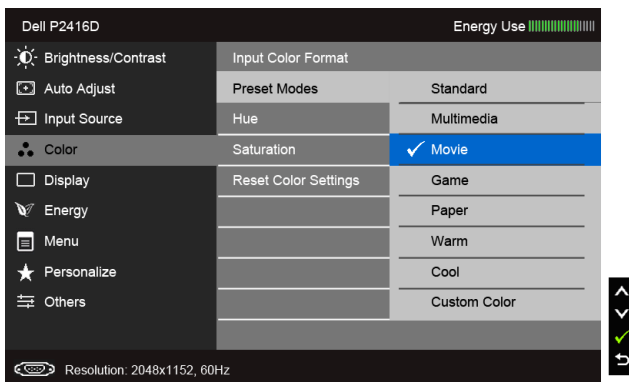 Dell P2416D
Energy Use
Brightness/Contrast
Auto Adjust
Input Source
Color
Display
Energy
Menu
Personalize
Others
Input Color Format
Preset Modes
Hue
Saturation
Reset Color Settings
Standard
Multimedia
Movie
Game
Paper
Warm
Cool
Custom Color
Resolution: 2048x1152, 60Hz